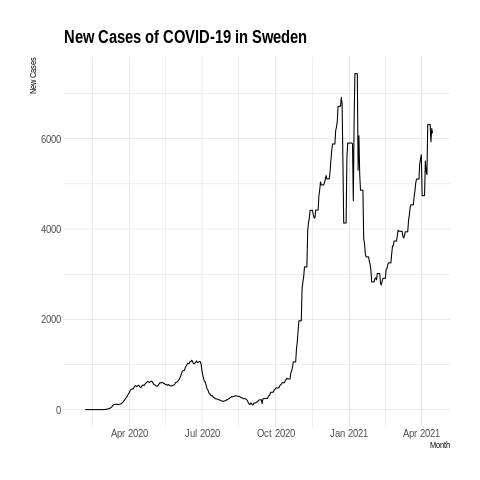 New Cases of COVID-19 in Sweden
New Cases
6000
4000
2000
0
Apr 2020
Jul 2020
Oct 2020
Jan 2021
Apr 2021
Month